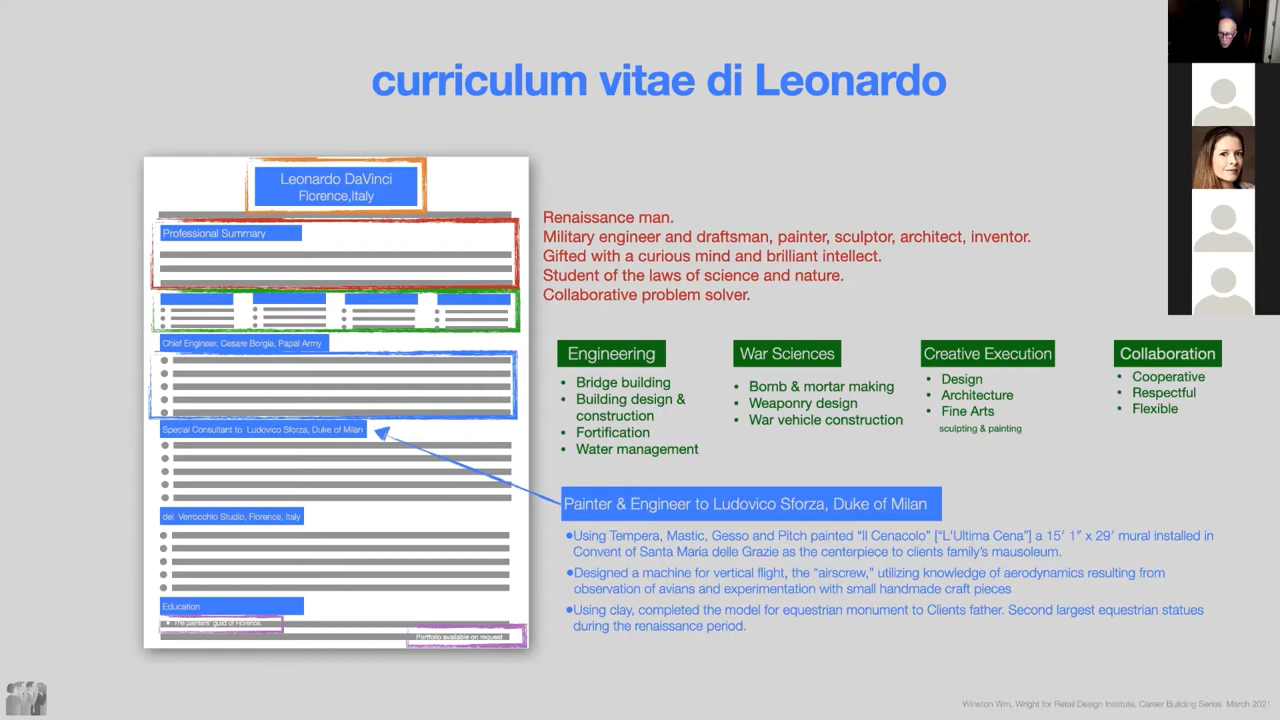 curriculum vitae di Leonardo
Leonardo DaVinci
Florence,Italy
Professional Summary
Chief Engineer, Cesare Borgia, Papal Army
Special Consultant to Ludovico Sforza, Duke of Milan
del Verrocchio Studio, Florence, Italy
Education
• The painters' guild of Florence.
Portfolio available on request
Renaissance man.
Military engineer and draftsman, painter, sculptor, architect, inventor.
Gifted with a curious mind and brilliant intellect.
Student of the laws of science and nature.
Collaborative problem solver.
Engineering
• Bridge building
• Building design &
construction
• Fortification
• Water management
War Sciences
• Bomb & mortar making
• Weaponry design
• War vehicle construction
Creative Execution
• Design
• Architecture
• Fine Arts
sculpting & painting
Collaboration
• Cooperative
• Respectful
• Flexible
Painter & Engineer to Ludovico Sforza, Duke of Milan
•Using Tempera, Mastic, Gesso and Pitch painted “Il Cenacolo” [“L'Ultima Cena”] a 15′ 1″ x 29′ mural installed in
Convent of Santa Maria delle Grazie as the centerpiece to clients family's mausoleum.
•Designed a machine for vertical flight, the “airscrew,” utilizing knowledge of aerodynamics resulting from
observation of avians and experimentation with small handmade craft pieces
•Using clay, completed the model for equestrian monument to Clients father. Second largest equestrian statues
during the renaissance period.
Winston Wm, Wright for Retail Design Institute, Career Building Series March 2021